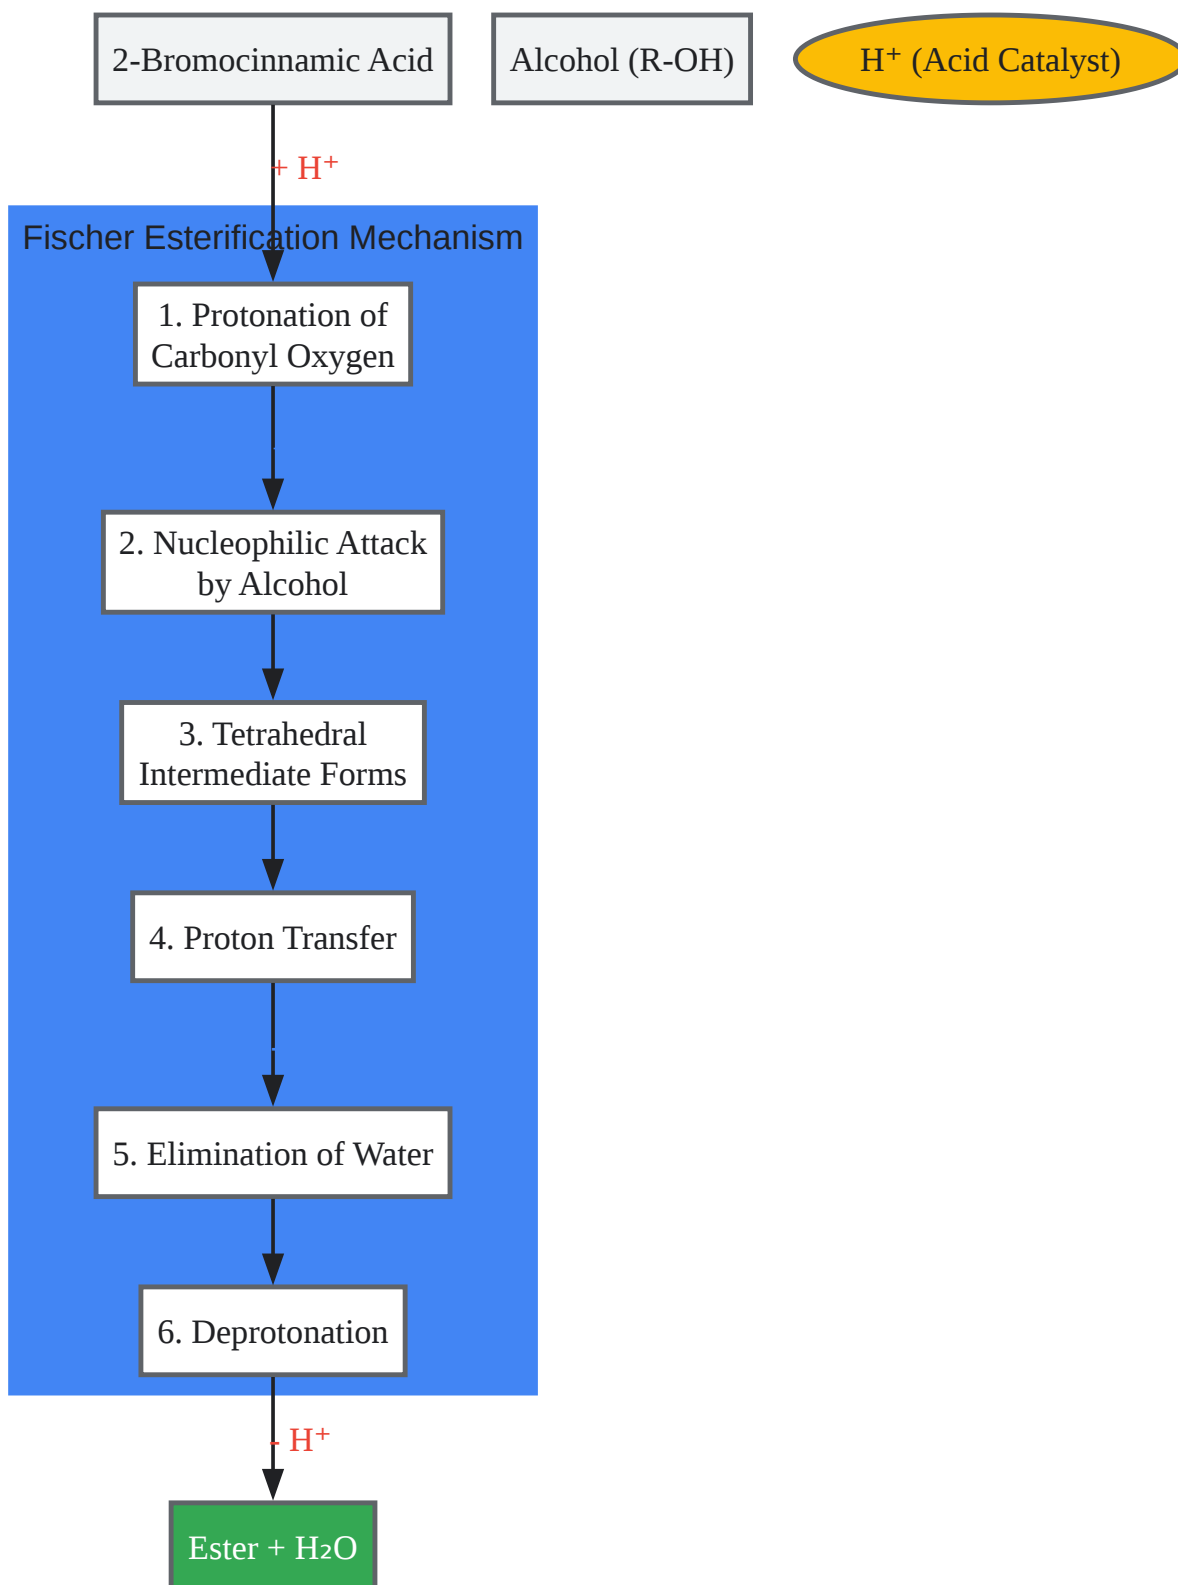 2-Bromocinnamic Acid
Alcohol (R-OH)
H⁺ (Acid Catalyst)
+ H⁺
Fischer Esterification Mechanism
1. Protonation of
Carbonyl Oxygen
2. Nucleophilic Attack
by Alcohol
3. Tetrahedral
Intermediate Forms
4. Proton Transfer
5. Elimination of Water
6. Deprotonation
- H⁺
Ester + H₂O